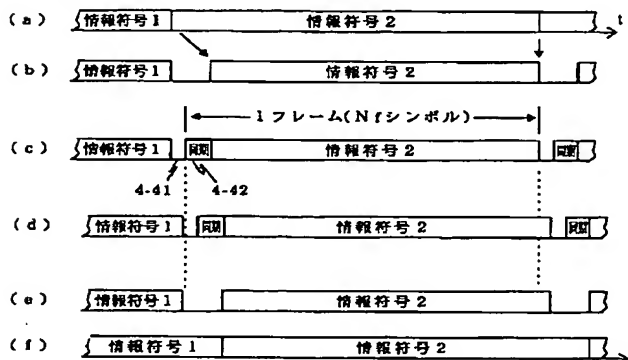 (a) 情報符号1 情報符号2 t
(b) 情報符号1 情報符号2
1フレーム(Nfシンボル)
(c) 情報符号1 同期 情報符号2 同期
4-41 4-42
(d) 情報符号1 同期 情報符号2 同期
(e) 情報符号1 情報符号2
(f) 情報符号1 情報符号2